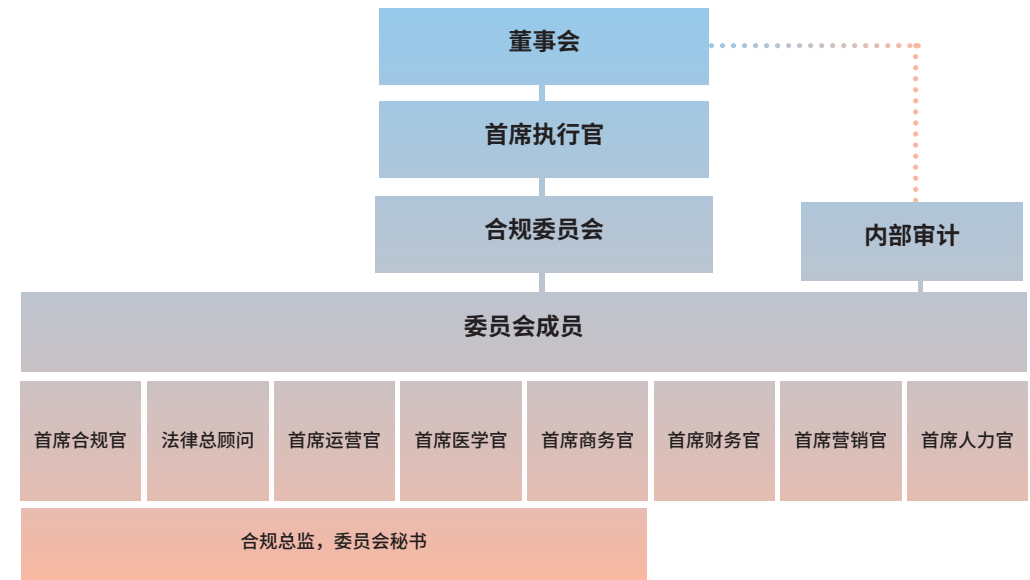 董事会
首席执行官
合规委员会
内部审计
委员会成员
首席合规官
法律总顾问
首席运营官
首席医学官
首席商务官
首席财务官
首席营销官
首席人力官
合规总监，委员会秘书